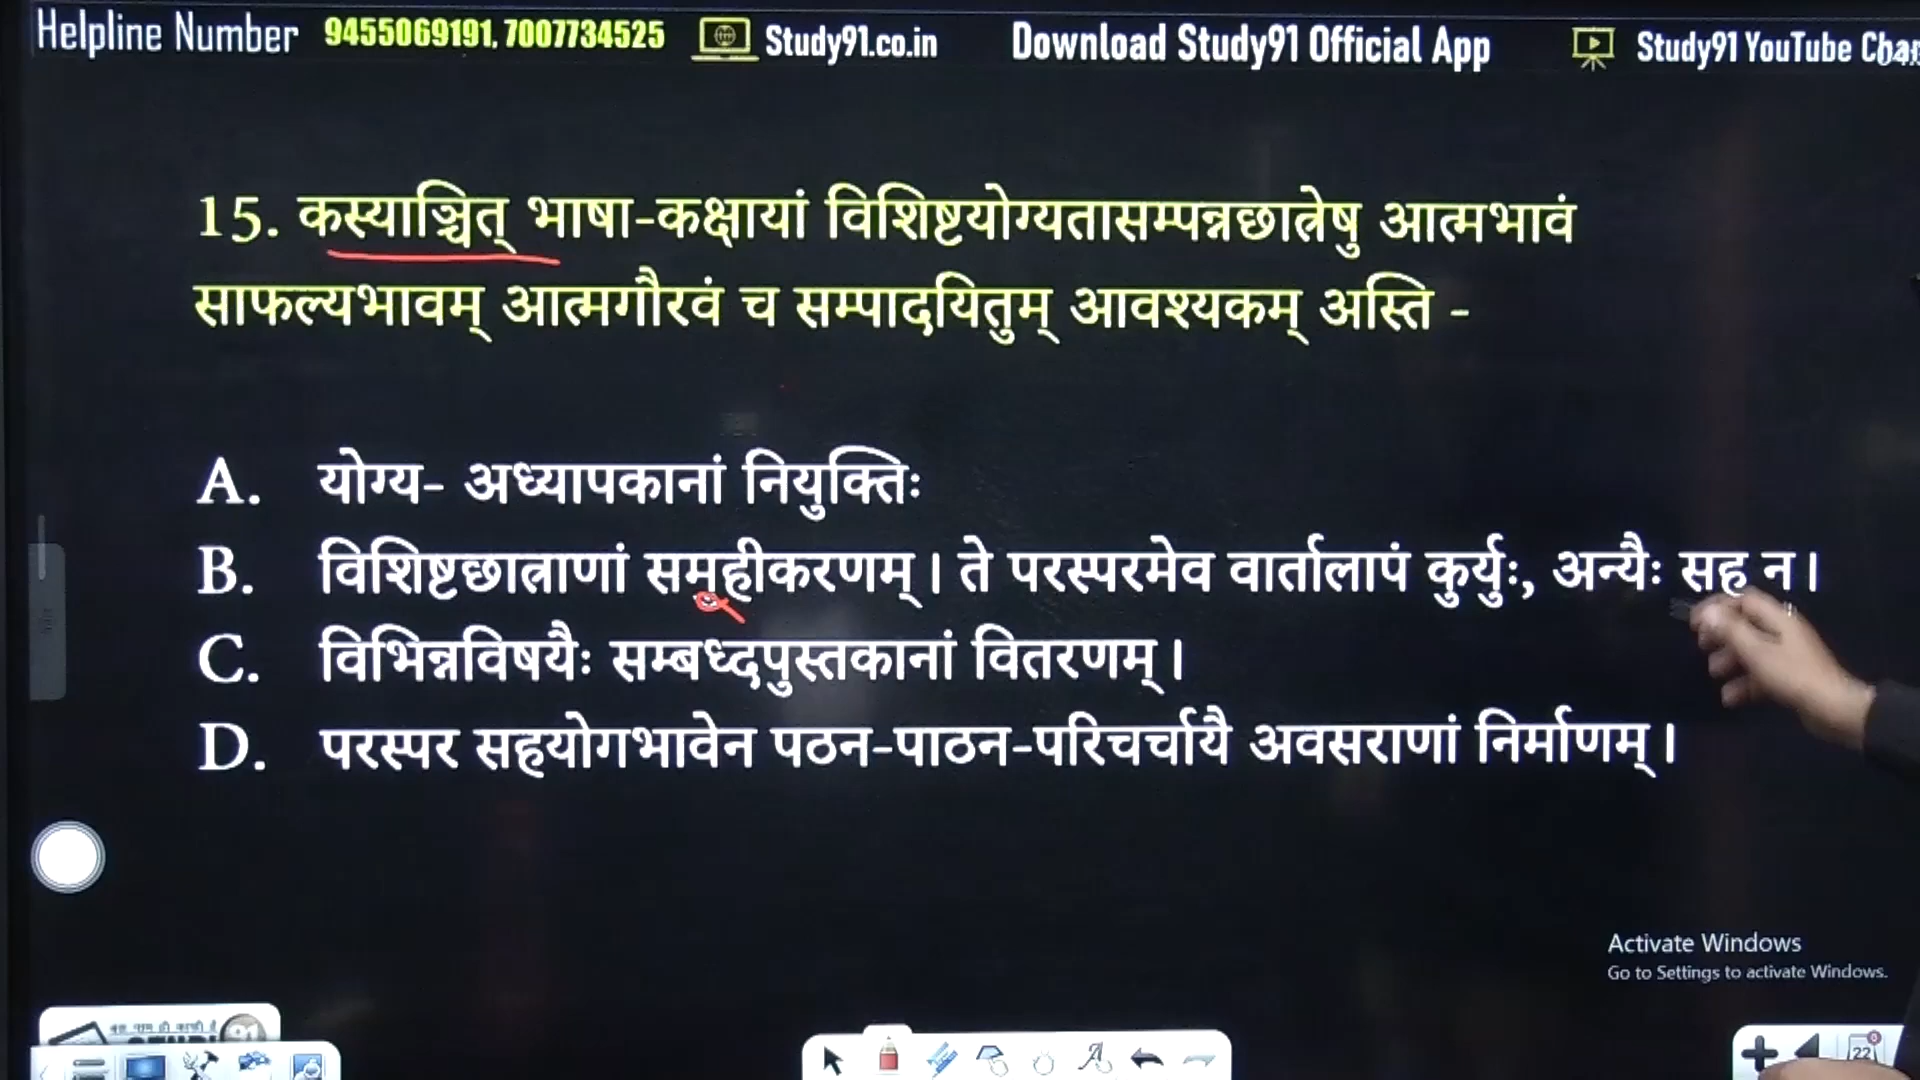 Helpline Number 9455069191, 7007734525 Study91.co.in Download Study91 Official App Study91 YouTube
15. कस्याञ्चित् भाषा-कक्षायां विशिष्टयोग्यतासम्पन्नछात्रेषु आत्मभावं
साफल्यभावम् आत्मगौरवं च सम्पादयितुम् आवश्यकम् अस्ति -
A. योग्य- अध्यापकानां नियुक्तिः
B. विशिष्टछात्राणां समूहीकरणम् । ते परस्परमेव वार्तालापं कुर्युः, अन्यैः सह न ।
C. विभिन्नविषयैः सम्बध्दपुस्तकानां वितरणम् ।
D. परस्पर सहयोगभावेन पठन-पाठन-परिचर्चायै अवसराणां निर्माणम् ।
Activate Windows
Go to Settings to activate Windows.
91
22